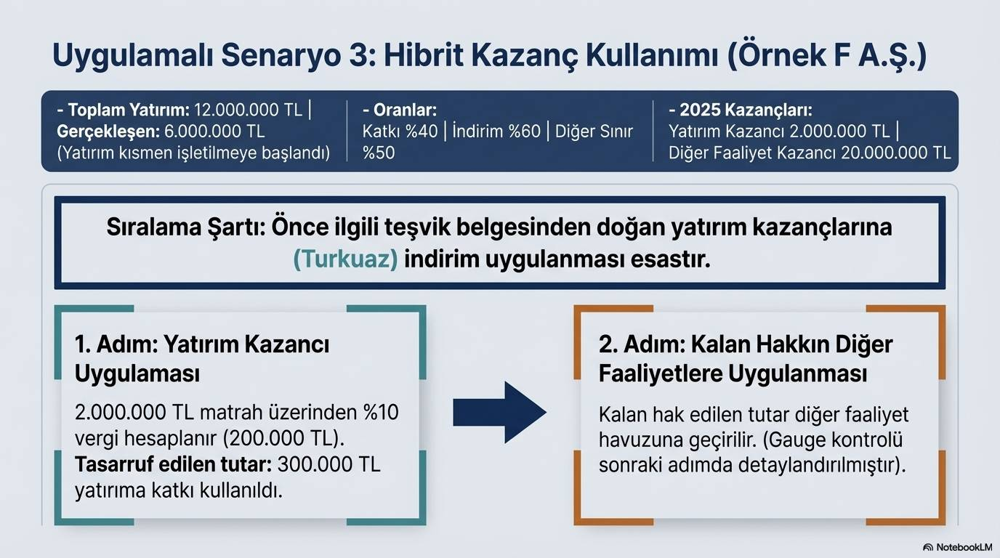 Uygulamalı Senaryo 3: Hibrit Kazanç Kullanımı (Örnek F A.Ş.)
- Toplam Yatırım: 12.000.000 TL |
Gerçekleşen: 6.000.000 TL
(Yatırım kısmen işletilmeye başlandı)
- Oranlar:
Katkı %40 | İndirim %60 | Diğer Sınır
%50
- 2025 Kazançları:
Yatırım Kazancı 2.000.000 TL |
Diğer Faaliyet Kazancı 20.000.000 TL
Sıralama Şartı: Önce ilgili teşvik belgesinden doğan yatırım kazançlarına
(Turkuaz) indirim uygulanması esastır.
1. Adım: Yatırım Kazancı
Uygulaması
2.000.000 TL matrah üzerinden %10
vergi hesaplanır (200.000 TL).
Tasarruf edilen tutar: 300.000 TL
yatırıma katkı kullanıldı.
2. Adım: Kalan Hakkın Diğer
Faaliyetlere Uygulanması
Kalan hak edilen tutar diğer faaliyet
havuzuna geçirilir. (Gauge kontrolü
sonraki adımda detaylandırılmıştır).
NotebookLM